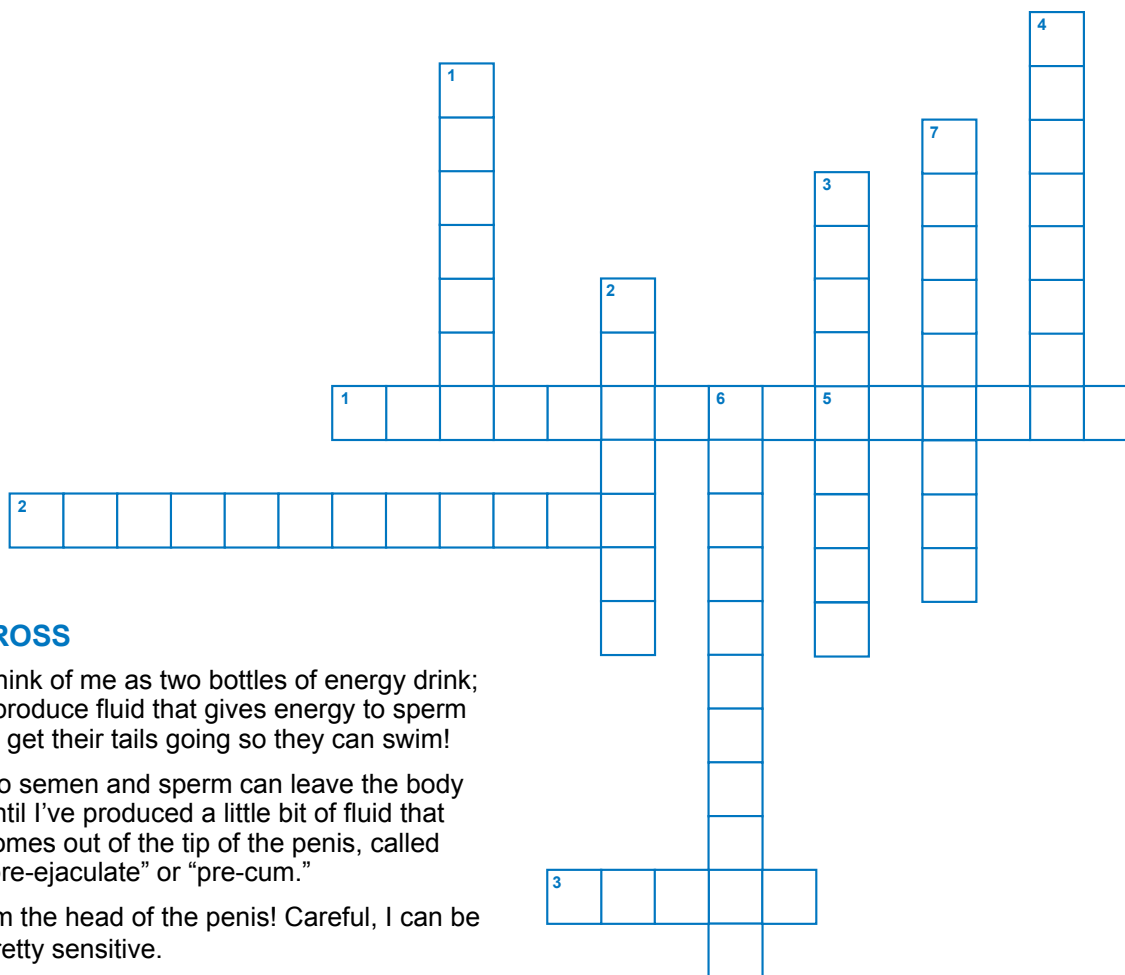 4
1
7
3
2
1 6 5
2
ROSS
hink of me as two bottles of energy drink;
produce fluid that gives energy to sperm
get their tails going so they can swim!
o semen and sperm can leave the body
ntil I’ve produced a little bit of fluid that
omes out of the tip of the penis, called
pre-ejaculate” or “pre-cum.”
m the head of the penis! Careful, I can be
retty sensitive.
3